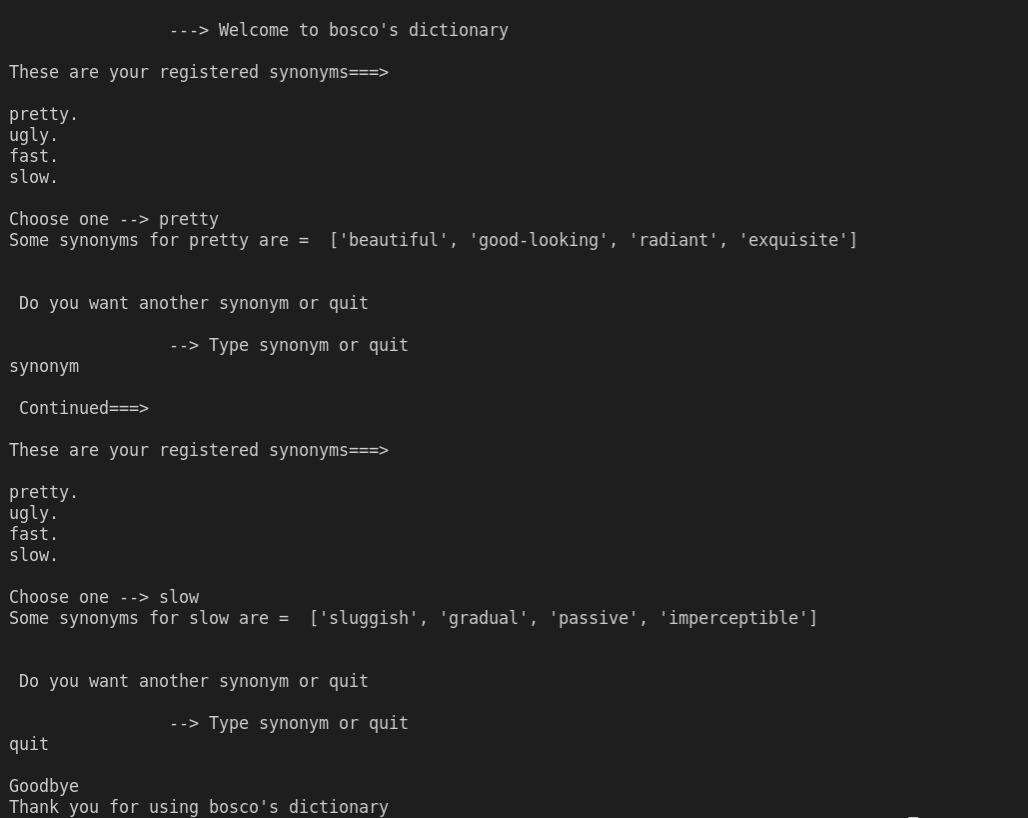 ---> Welcome to bosco's dictionary
These are your registered synonyms===>
pretty.
ugly.
fast.
slow.
Choose one --> pretty
Some synonyms for pretty are =  ['beautiful', 'good-looking', 'radiant', 'exquisite']
Do you want another synonym or quit
--> Type synonym or quit
synonym
Continued===>
These are your registered synonyms===>
pretty.
ugly.
fast.
slow.
Choose one --> slow
Some synonyms for slow are =  ['sluggish', 'gradual', 'passive', 'imperceptible']
Do you want another synonym or quit
--> Type synonym or quit
quit
Goodbye
Thank you for using bosco's dictionary